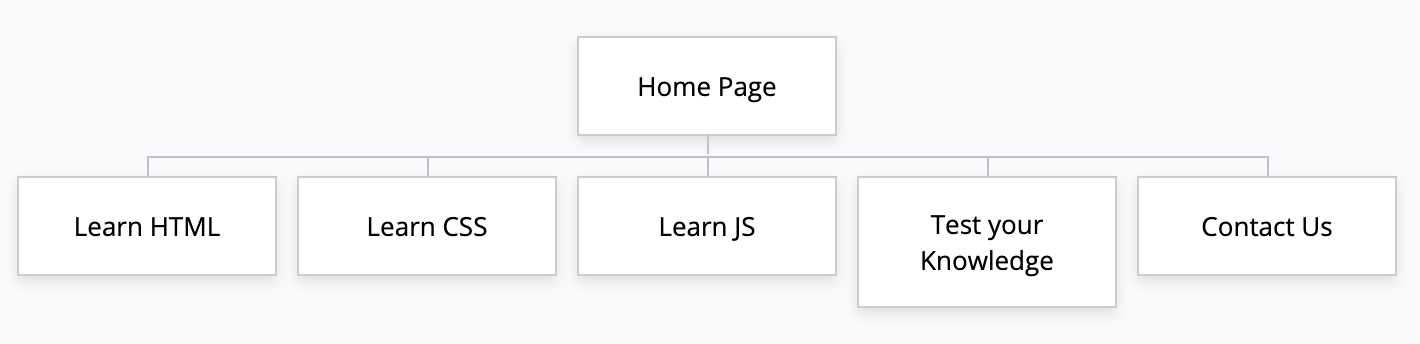 Home Page
Learn HTML
Learn CSS
Learn JS
Test your
Knowledge
Contact Us